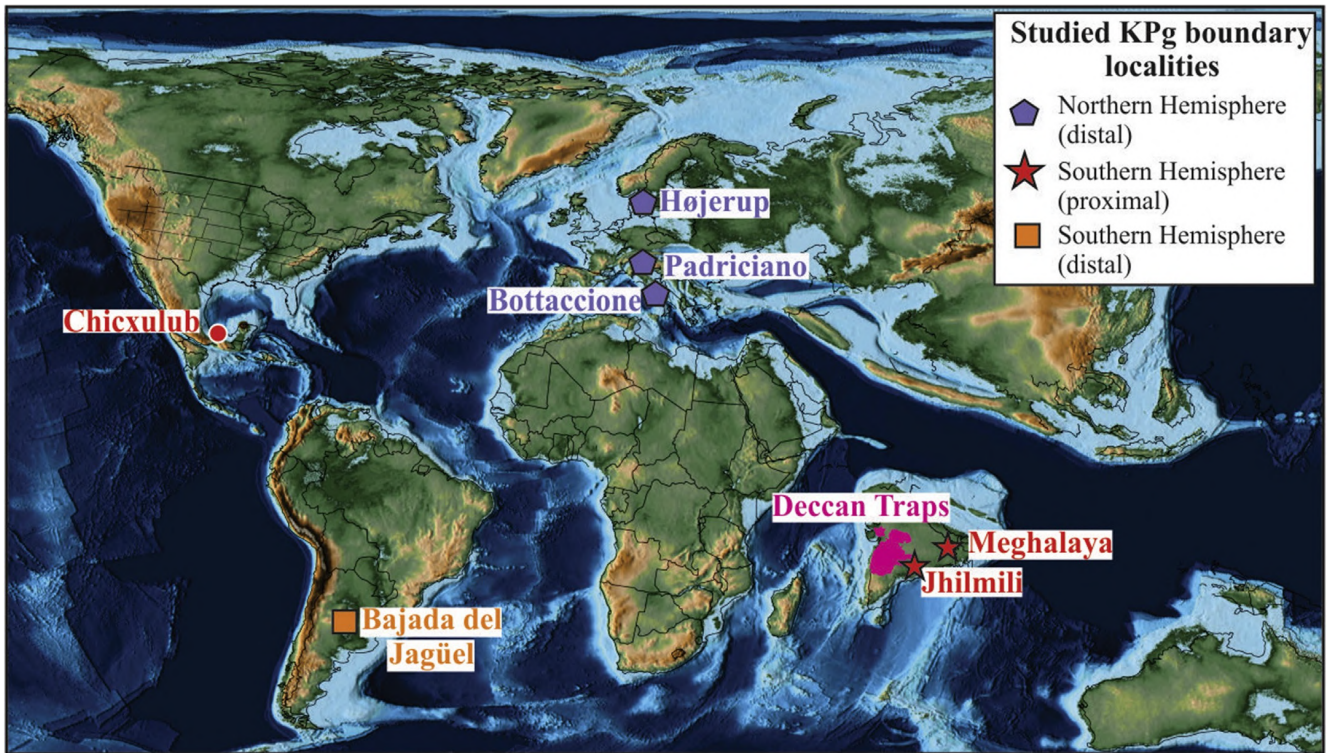 Studied KPg boundary
localities
Northern Hemisphere
(distal)
Southern Hemisphere
(proximal)
Southern Hemisphere
(distal)
Højerup
Padriciano
Bottaccione
Chicxulub
Deccan Traps
Meghalaya
Jhilmili
Bajada del
Jagüel